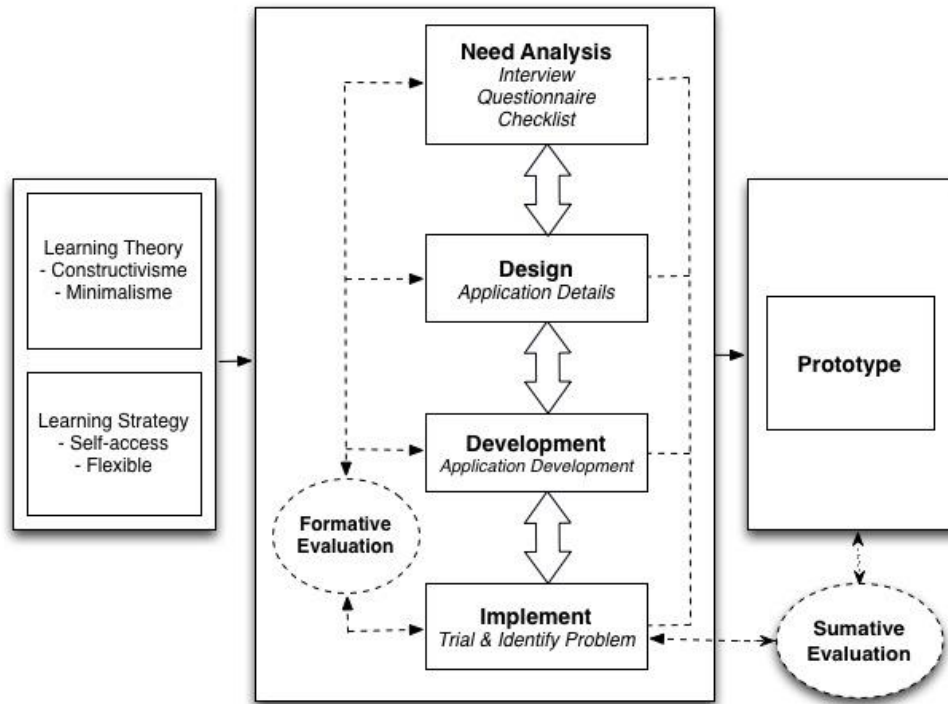 Learning Theory
- Constructivisme
- Minimalisme
Learning Strategy
- Self-access
- Flexible
Need Analysis
Interview
Questionnaire
Checklist
Design
Application Details
Development
Application Development
Implement
Trial & Identify Problem
Formative
Evaluation
Prototype
Sumative
Evaluation